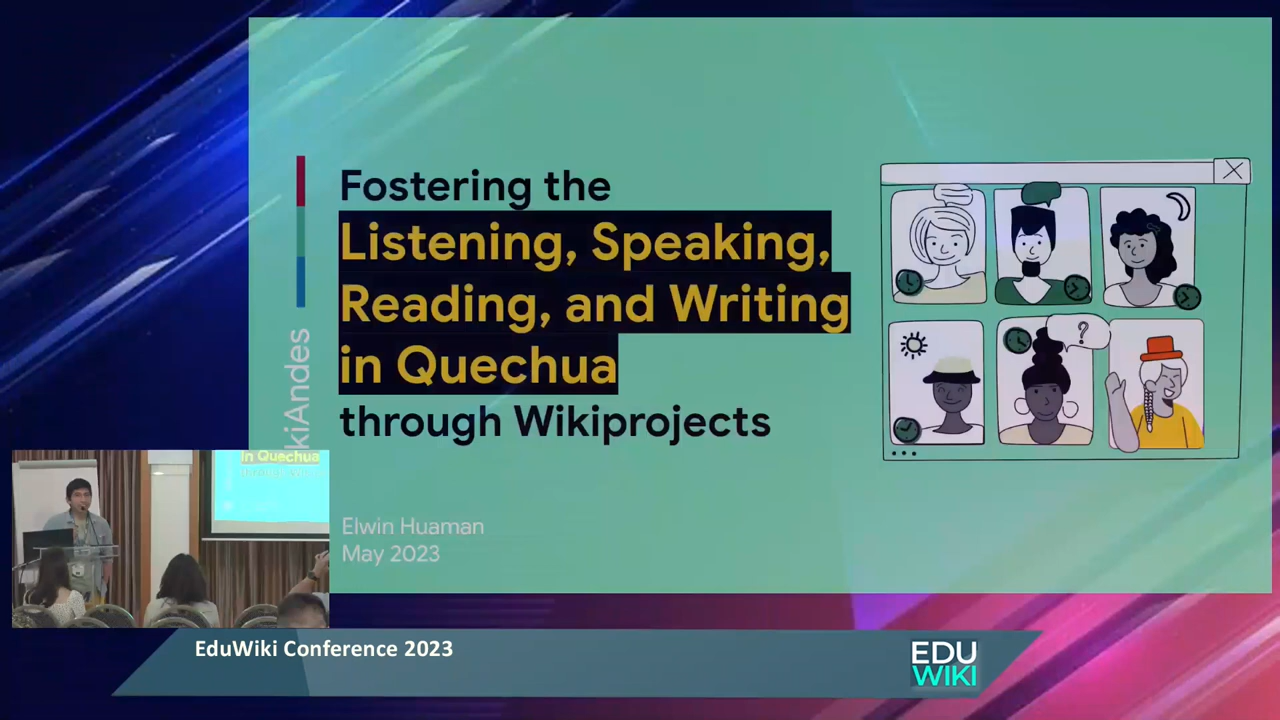 Fostering the
Listening, Speaking,
Reading, and Writing
in Quechua
through Wikiprojects
kiAndes
?
Elwin Huaman
May 2023
in Quechua
EduWiki Conference 2023
EDU
WIKI